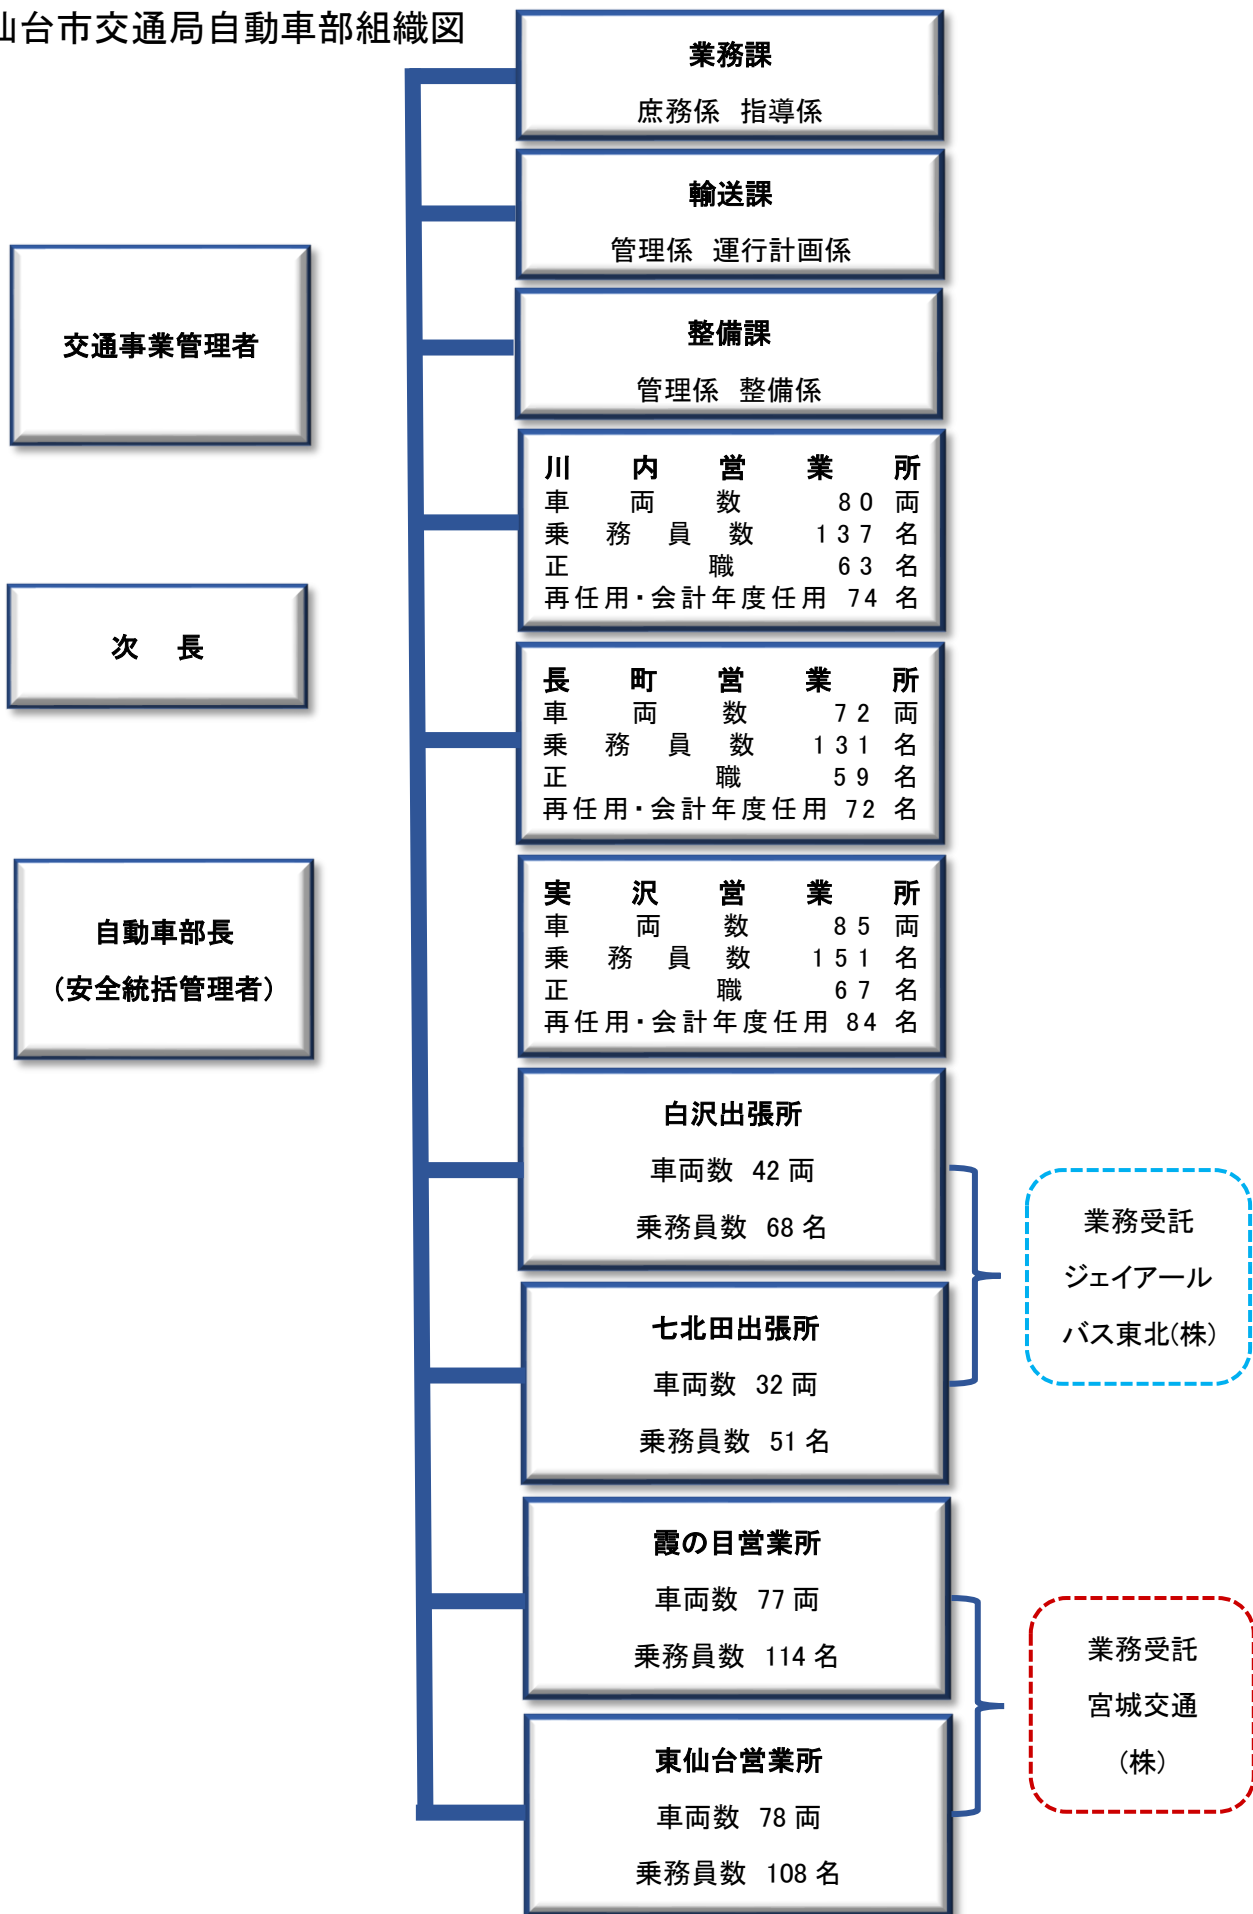 仙台市交通局自動車部組織図
業務課
庶務係 指導係
輸送課
管理係 運行計画係
整備課
管理係 整備係
交通事業管理者
次 長
自動車部長
(安全統括管理者)
川内営業所
車両数 80 両
乗務員数 137 名
正職 63 名
再任用・会計年度任用 74 名
長町営業所
車両数 72 両
乗務員数 131 名
正職 59 名
再任用・会計年度任用 72 名
実沢営業所
車両数 85 両
乗務員数 151 名
正職 67 名
再任用・会計年度任用 84 名
白沢出張所
車両数 42 両
乗務員数 68 名
七北田出張所
車両数 32 両
乗務員数 51 名
業務受託
ジェイアール
バス東北(株)
霞の目営業所
車両数 77 両
乗務員数 114 名
東仙台営業所
車両数 78 両
乗務員数 108 名
業務受託
宮城交通
(株)